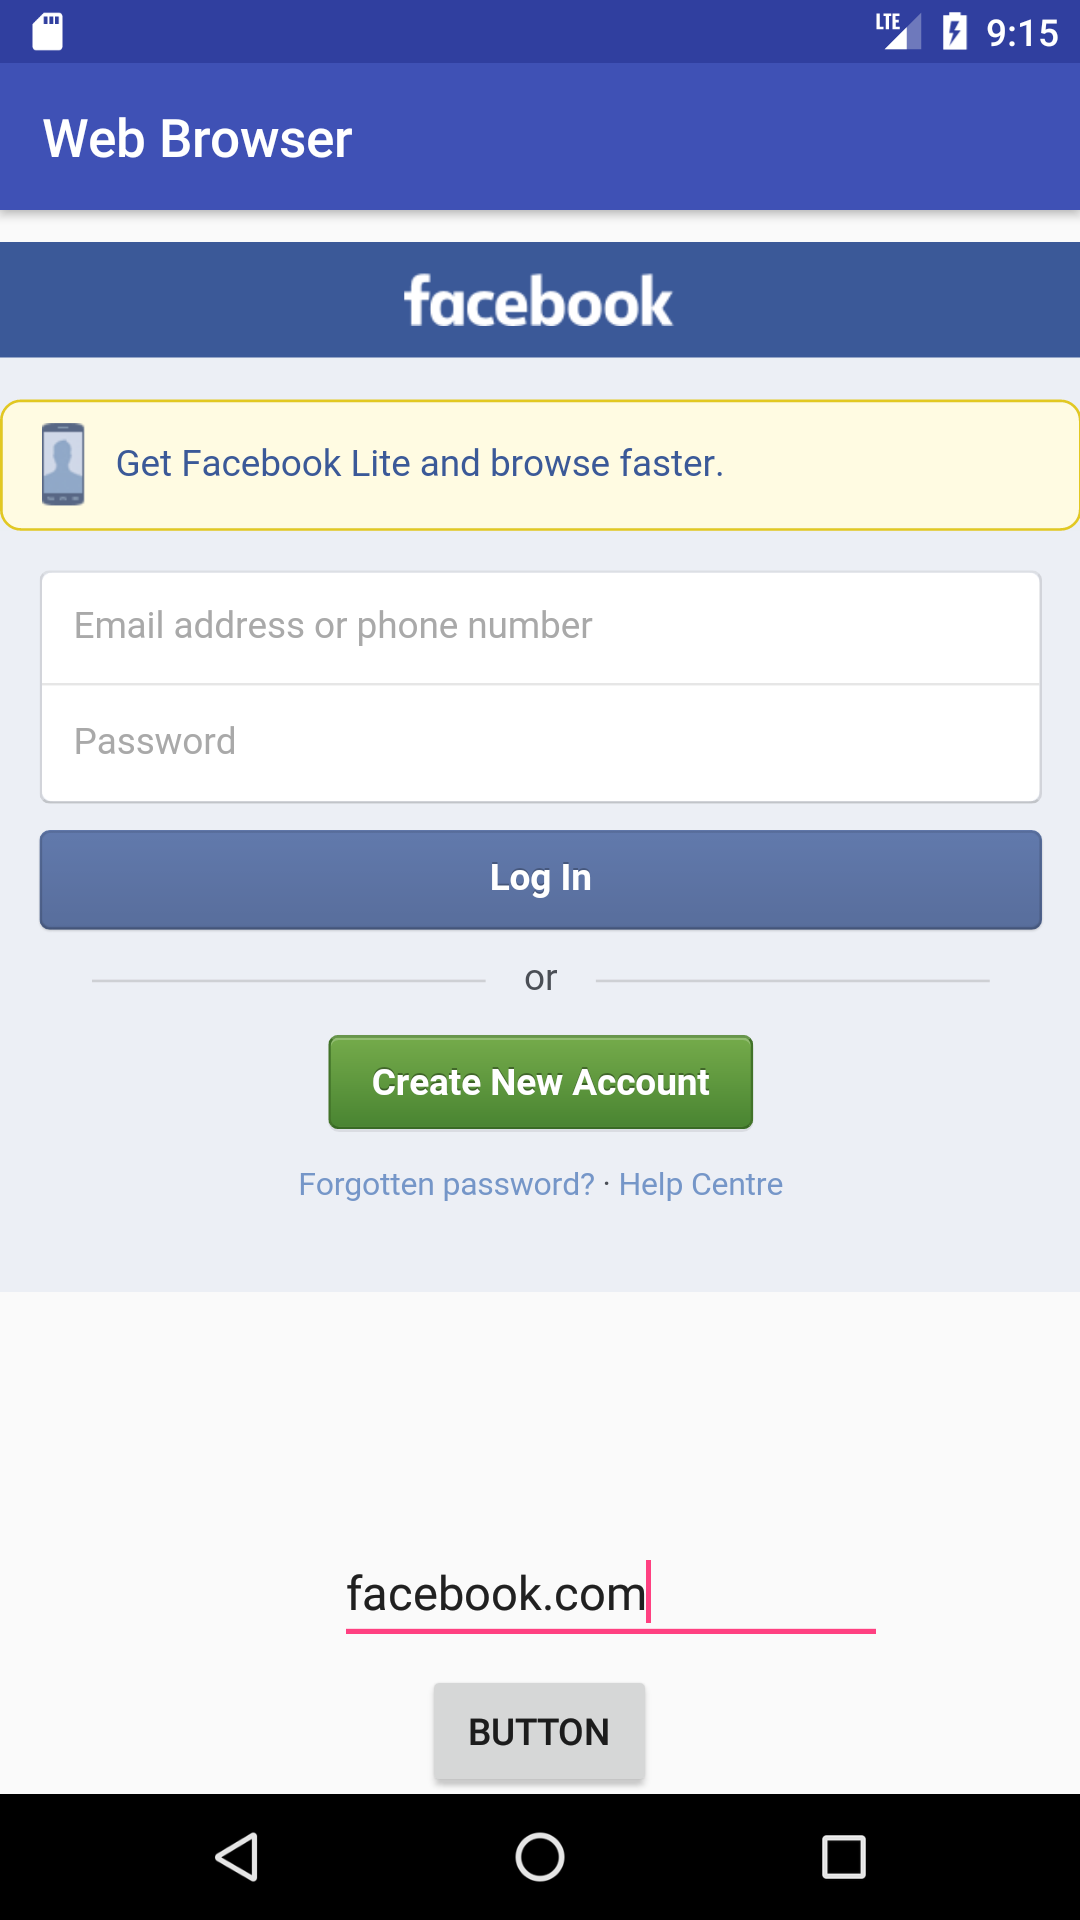 LTE 9:15
Web Browser
facebook
Get Facebook Lite and browse faster.
Email address or phone number
Password
Log In
or
Create New Account
Forgotten password? · Help Centre
facebook.com
BUTTON